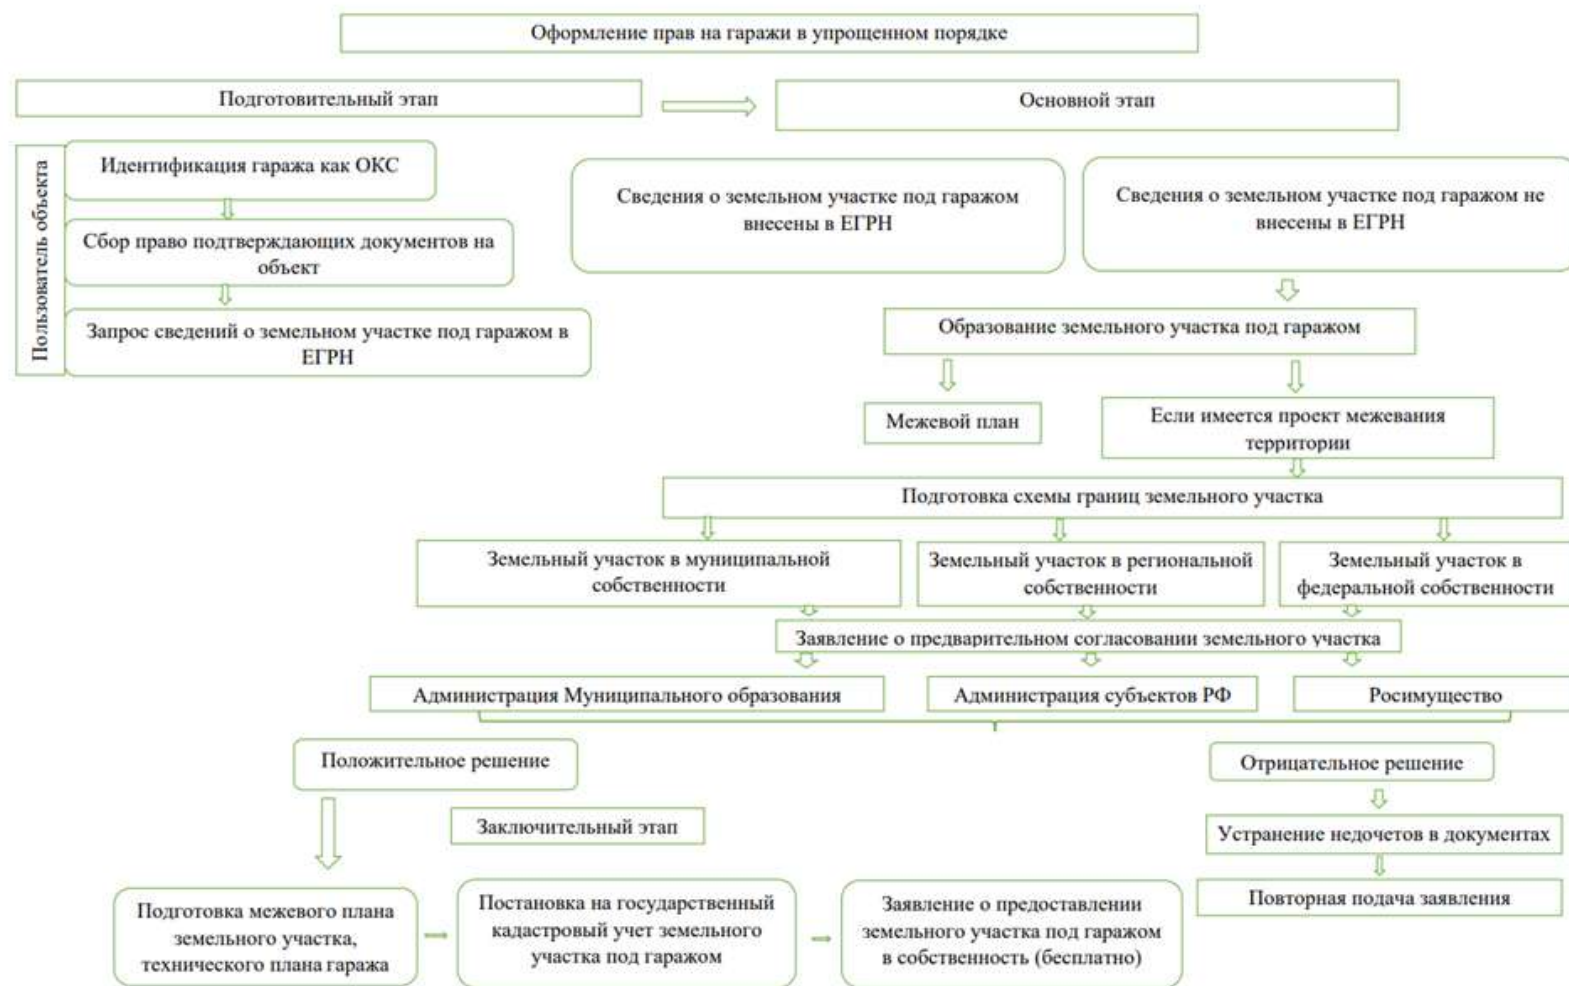 Оформление прав на гаражи в упрощенном порядке
Подготовительный этап
Основной этап
Пользователь объекта
Идентификация гаража как ОКС
Сбор право подтверждающих документов на
объект
Запрос сведений о земельном участке под гаражом в
ЕГРН
Сведения о земельном участке под гаражом
внесены в ЕГРН
Сведения о земельном участке под гаражом не
внесены в ЕГРН
Образование земельного участка под гаражом
Межевой план
Если имеется проект межевания
территории
Подготовка схемы границ земельного участка
Земельный участок в муниципальной
собственности
Земельный участок в региональной
собственности
Земельный участок в
федеральной собственности
Заявление о предварительном согласовании земельного участка
Администрация Муниципального образования
Администрация субъектов РФ
Росимущество
Положительное решение
Отрицательное решение
Заключительный этап
Устранение недочетов в документах
Повторная подача заявления
Подготовка межевого плана
земельного участка,
технического плана гаража
Постановка на государственный
кадастровый учет земельного
участка под гаражом
Заявление о предоставлении
земельного участка под гаражом
в собственность (бесплатно)